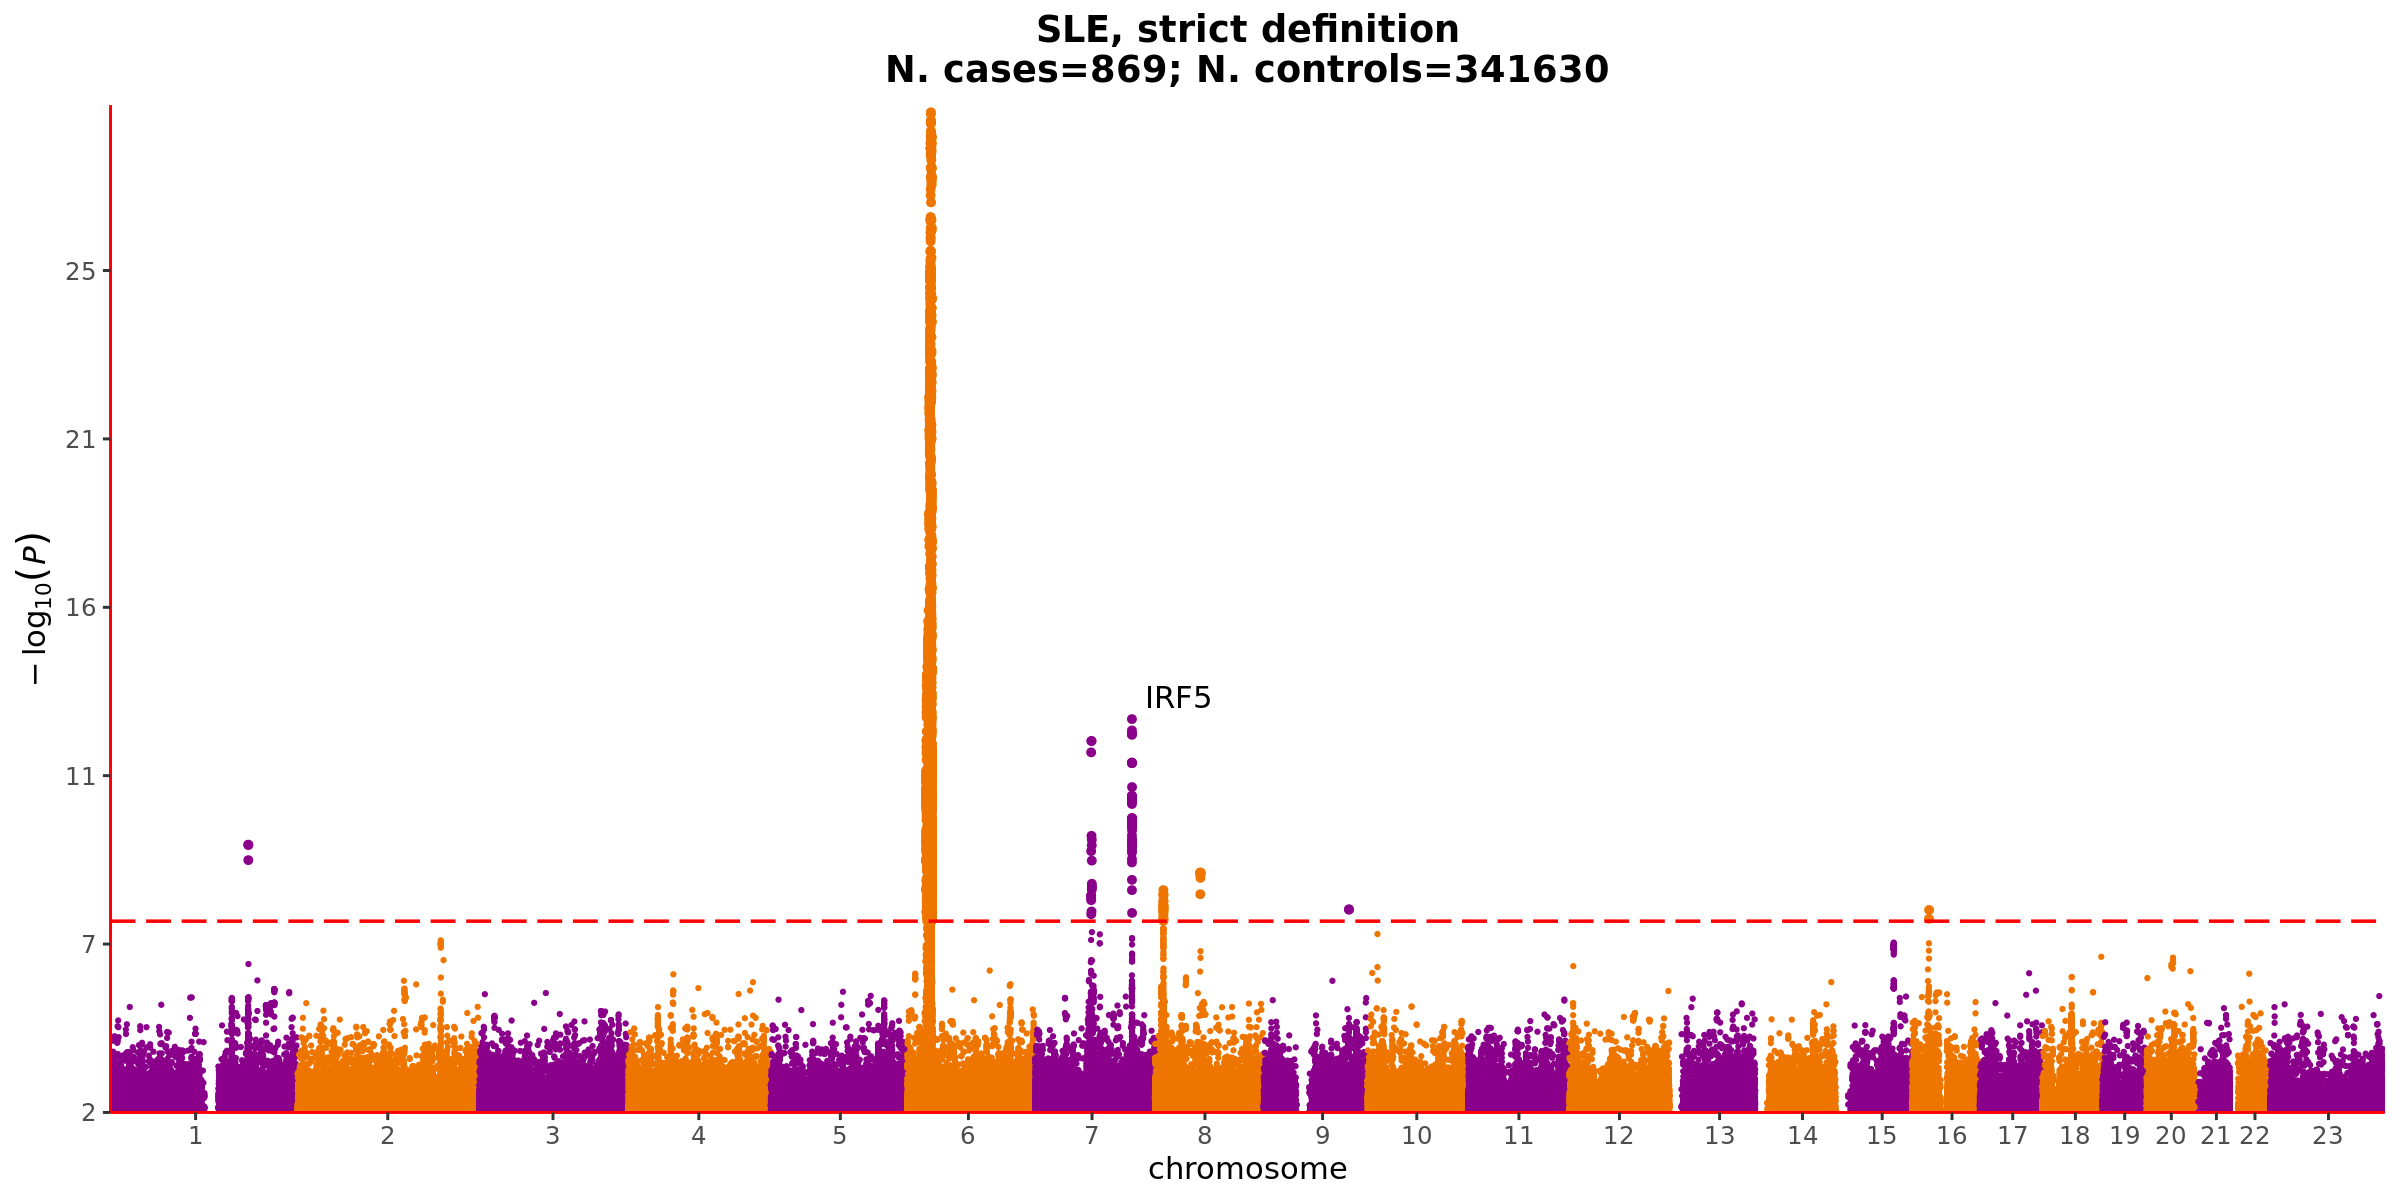 SLE, strict definition
N. cases=869; N. controls=341630
25
21
16
11
7
2
− log₁₀(P)
IRF5
1 2 3 4 5 6 7 8 9 10 11 12 13 14 15 16 17 18 19 20 21 22 23
chromosome